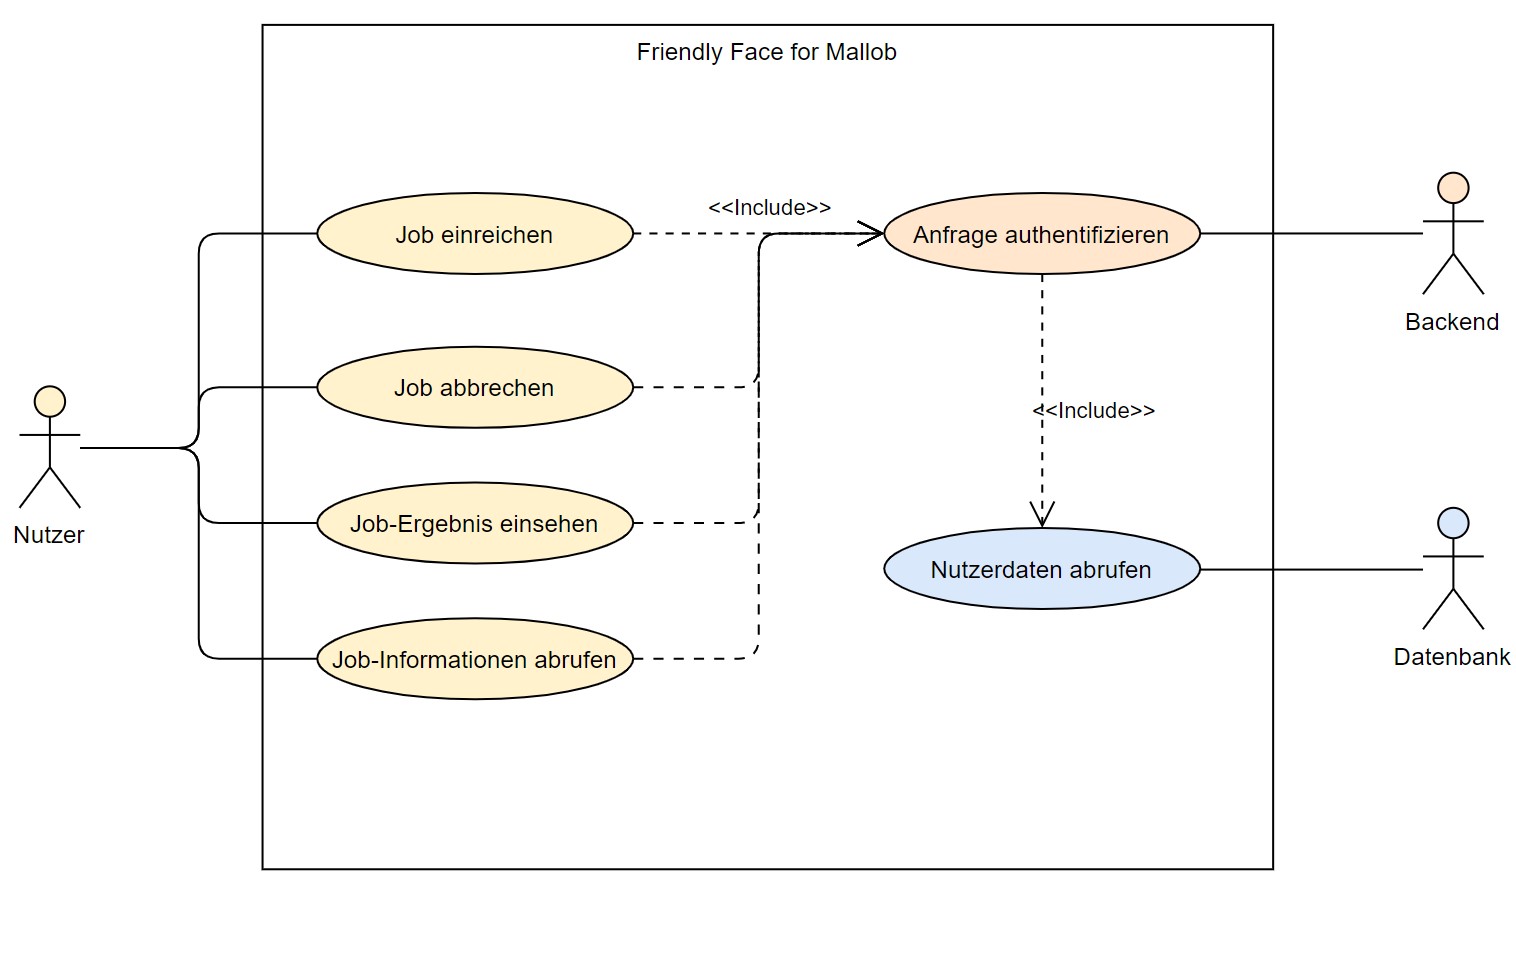 Friendly Face for Mallob
<<Include>>
Job einreichen
Anfrage authentifizieren
Backend
Job abbrechen
<<Include>>
Nutzer
Job-Ergebnis einsehen
Nutzerdaten abrufen
Job-Informationen abrufen
Datenbank